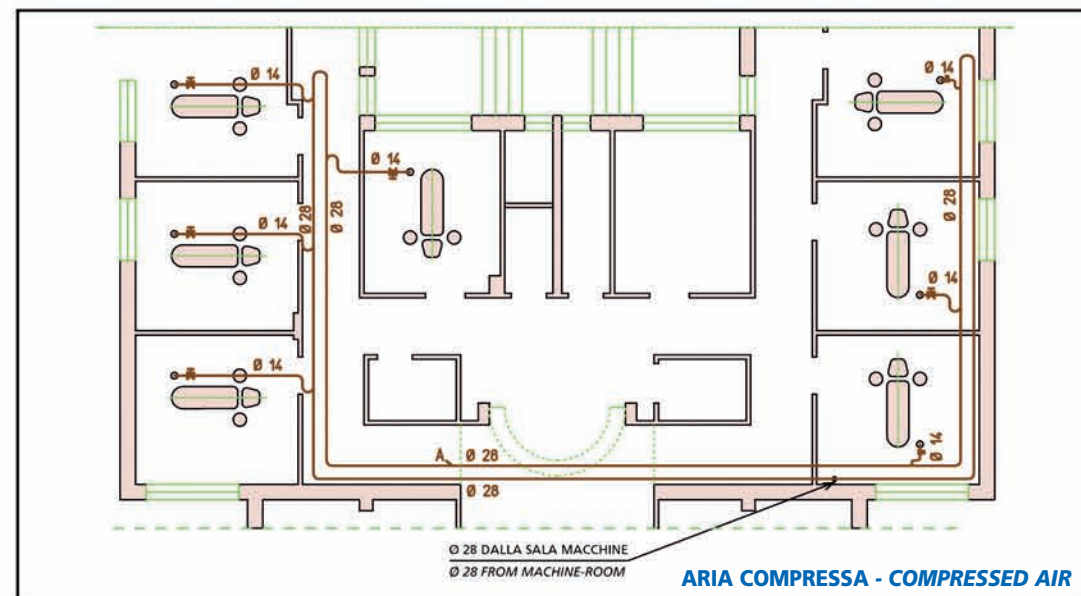 Ø 14
Ø 14
Ø 14
Ø 28
Ø 28
Ø 28
Ø 14
Ø 14
Ø 14
Ø 14
A
Ø 28
Ø 14
Ø 28
Ø 28 DALLA SALA MACCHINE
Ø 28 FROM MACHINE-ROOM
ARIA COMPRESSA - COMPRESSED AIR